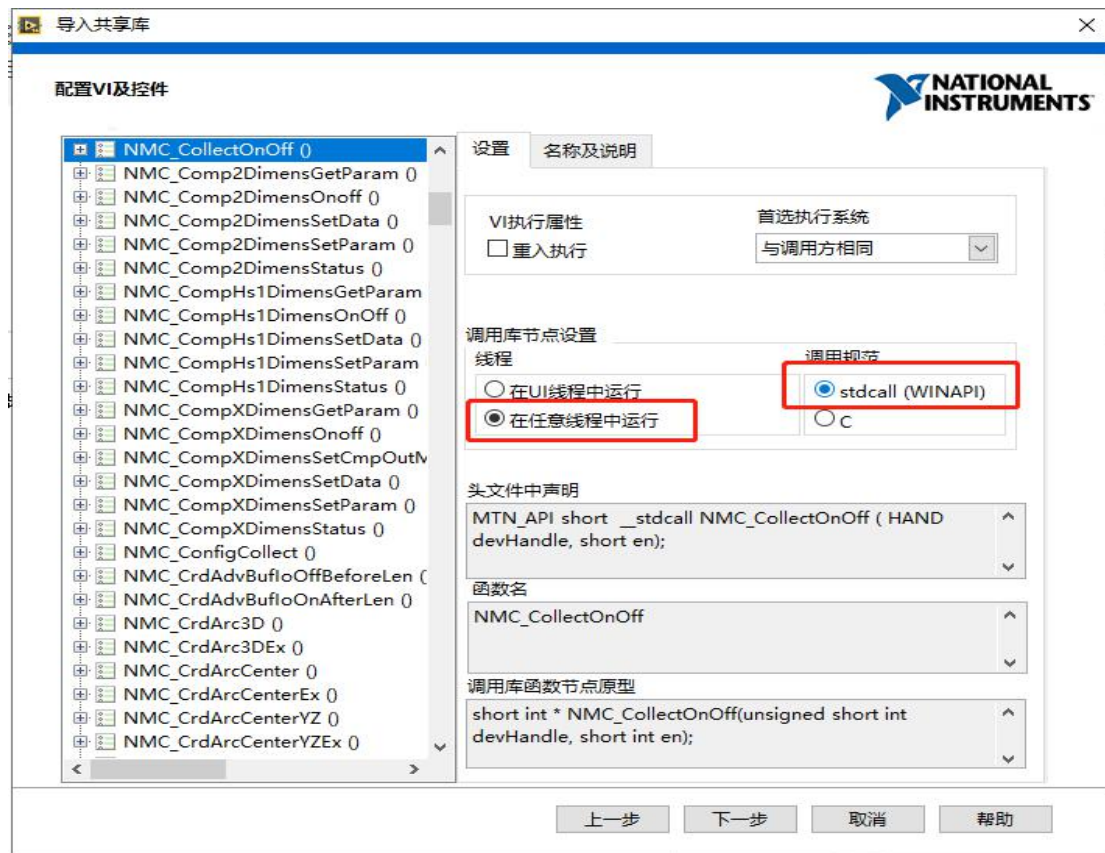 导入共享库
配置VI及控件
NATIONAL
INSTRUMENTS
NMC_CollectOnOff ()
NMC_Comp2DimensGetParam ()
NMC_Comp2DimensOnoff ()
NMC_Comp2DimensSetData ()
NMC_Comp2DimensSetParam ()
NMC_Comp2DimensStatus ()
NMC_CompHs1DimensGetParam
NMC_CompHs1DimensOnOff ()
NMC_CompHs1DimensSetData ()
NMC_CompHs1DimensSetParam
NMC_CompHs1DimensStatus ()
NMC_CompXDimensGetParam ()
NMC_CompXDimensOnoff ()
NMC_CompXDimensSetCmpOutM
NMC_CompXDimensSetData ()
NMC_CompXDimensSetParam ()
NMC_CompXDimensStatus ()
NMC_ConfigCollect ()
NMC_CrdAdvBufIoOffBeforeLen (
NMC_CrdAdvBufIoOnAfterLen ()
NMC_CrdArc3D ()
NMC_CrdArc3DEx ()
NMC_CrdArcCenter ()
NMC_CrdArcCenterEx ()
NMC_CrdArcCenterYZ ()
NMC_CrdArcCenterYZEx ()
设置
名称及说明
VI执行属性
重入执行
首选执行系统
与调用方相同
调用库节点设置
线程
在UI线程中运行
在任意线程中运行
调用规范
stdcall (WINAPI)
C
头文件中声明
MTN_API short __stdcall NMC_CollectOnOff ( HAND
devHandle, short en);
函数名
NMC_CollectOnOff
调用库函数节点原型
short int * NMC_CollectOnOff(unsigned short int
devHandle, short int en);
上一步
下一步
取消
帮助